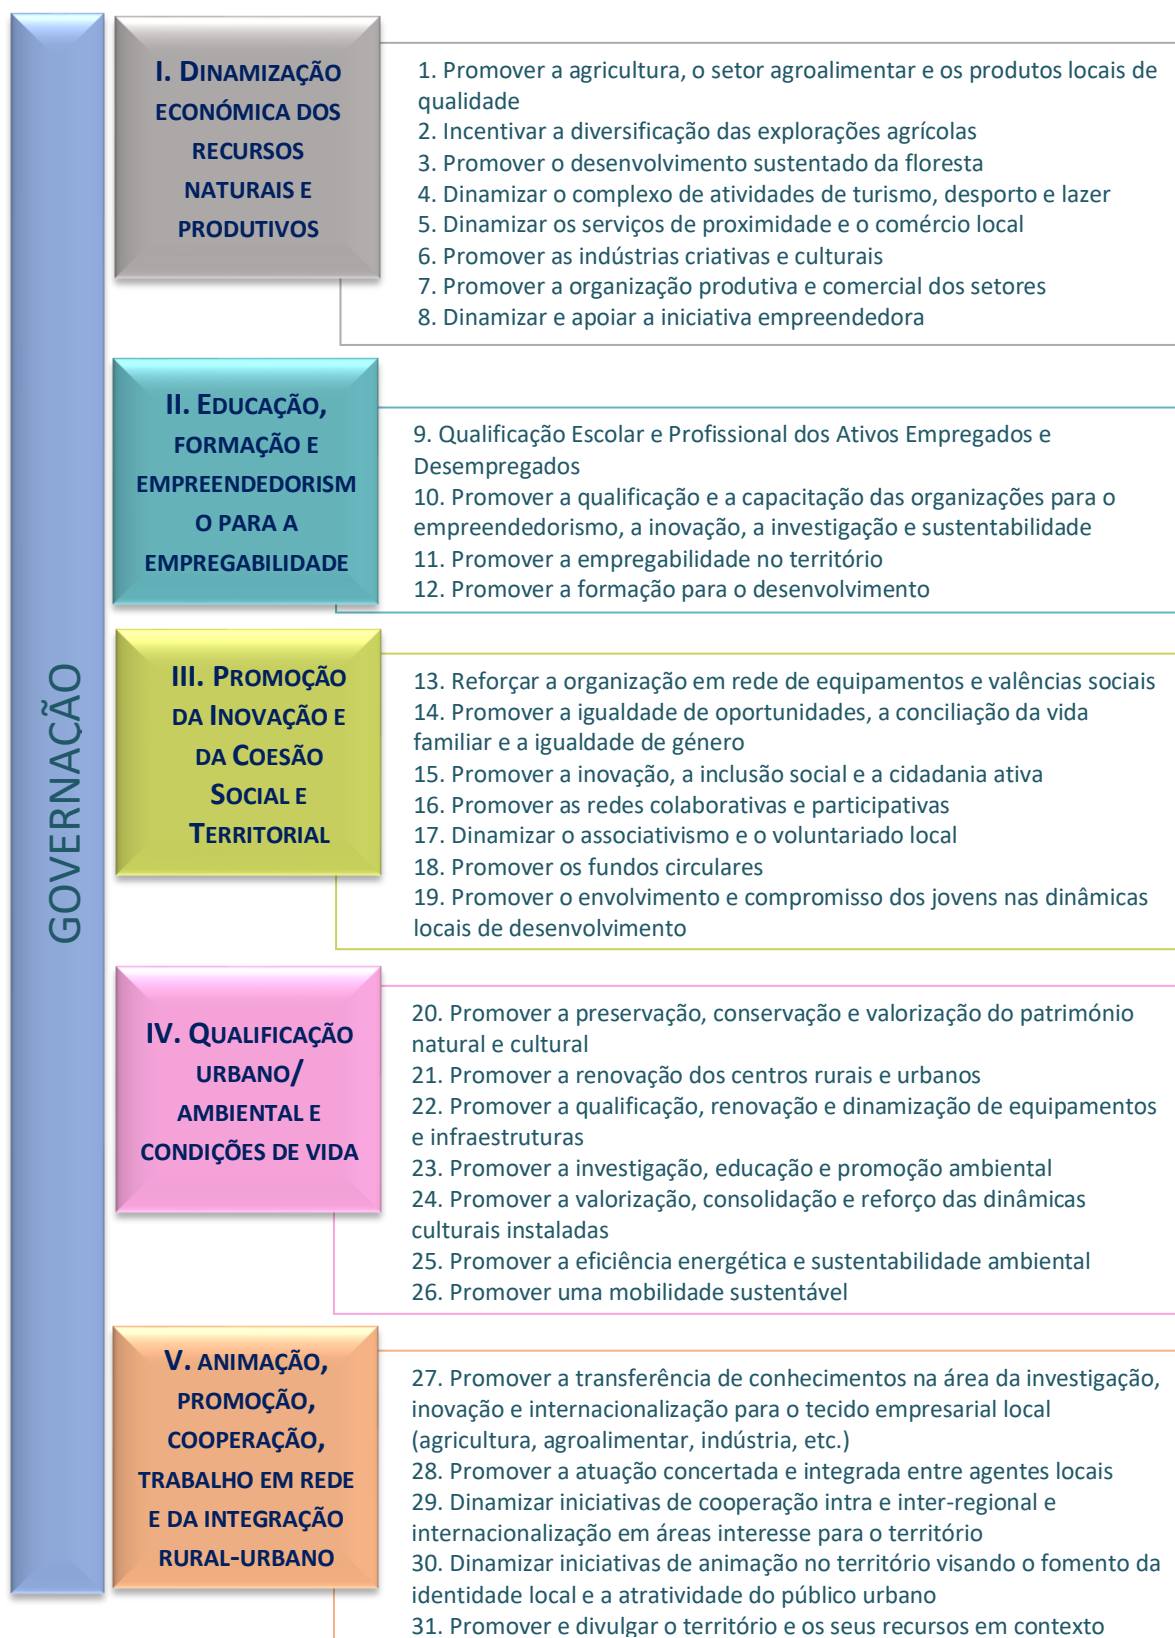 GOVERNAÇÃO
I. DINAMIZAÇÃO
ECONÓMICA DOS
RECURSOS
NATURAIS E
PRODUTIVOS
1. Promover a agricultura, o setor agroalimentar e os produtos locais de
qualidade
2. Incentivar a diversificação das explorações agrícolas
3. Promover o desenvolvimento sustentado da floresta
4. Dinamizar o complexo de atividades de turismo, desporto e lazer
5. Dinamizar os serviços de proximidade e o comércio local
6. Promover as indústrias criativas e culturais
7. Promover a organização produtiva e comercial dos setores
8. Dinamizar e apoiar a iniciativa empreendedora
II. EDUCAÇÃO,
FORMAÇÃO E
EMPREENDEDORISM
O PARA A
EMPREGABILIDADE
9. Qualificação Escolar e Profissional dos Ativos Empregados e
Desempregados
10. Promover a qualificação e a capacitação das organizações para o
empreendedorismo, a inovação, a investigação e sustentabilidade
11. Promover a empregabilidade no território
12. Promover a formação para o desenvolvimento
III. PROMOÇÃO
DA INOVAÇÃO E
DA COESÃO
SOCIAL E
TERRITORIAL
13. Reforçar a organização em rede de equipamentos e valências sociais
14. Promover a igualdade de oportunidades, a conciliação da vida
familiar e a igualdade de género
15. Promover a inovação, a inclusão social e a cidadania ativa
16. Promover as redes colaborativas e participativas
17. Dinamizar o associativismo e o voluntariado local
18. Promover os fundos circulares
19. Promover o envolvimento e compromisso dos jovens nas dinâmicas
locais de desenvolvimento
IV. QUALIFICAÇÃO
URBANO/
AMBIENTAL E
CONDIÇÕES DE VIDA
20. Promover a preservação, conservação e valorização do património
natural e cultural
21. Promover a renovação dos centros rurais e urbanos
22. Promover a qualificação, renovação e dinamização de equipamentos
e infraestruturas
23. Promover a investigação, educação e promoção ambiental
24. Promover a valorização, consolidação e reforço das dinâmicas
culturais instaladas
25. Promover a eficiência energética e sustentabilidade ambiental
26. Promover uma mobilidade sustentável
V. ANIMAÇÃO,
PROMOÇÃO,
COOPERAÇÃO,
TRABALHO EM REDE
E DA INTEGRAÇÃO
RURAL-URBANO
27. Promover a transferência de conhecimentos na área da investigação,
inovação e internacionalização para o tecido empresarial local
(agricultura, agroalimentar, indústria, etc.)
28. Promover a atuação concertada e integrada entre agentes locais
29. Dinamizar iniciativas de cooperação intra e inter-regional e
internacionalização em áreas interesse para o território
30. Dinamizar iniciativas de animação no território visando o fomento da
identidade local e a atratividade do público urbano
31. Promover e divulgar o território e os seus recursos em contexto